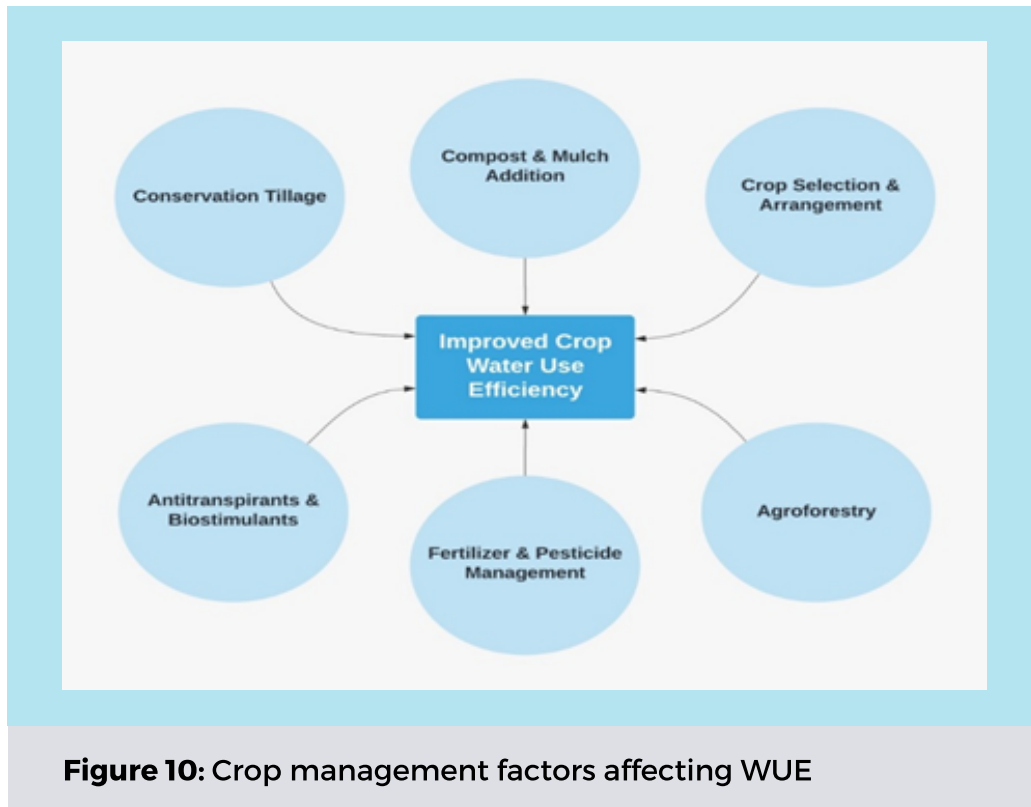 Compost & Mulch
Addition
Conservation Tillage
Crop Selection &
Arrangement
Improved Crop
Water Use
Efficiency
Antitranspirants &
Biostimulants
Fertilizer & Pesticide
Management
Agroforestry
Figure 10: Crop management factors affecting WUE